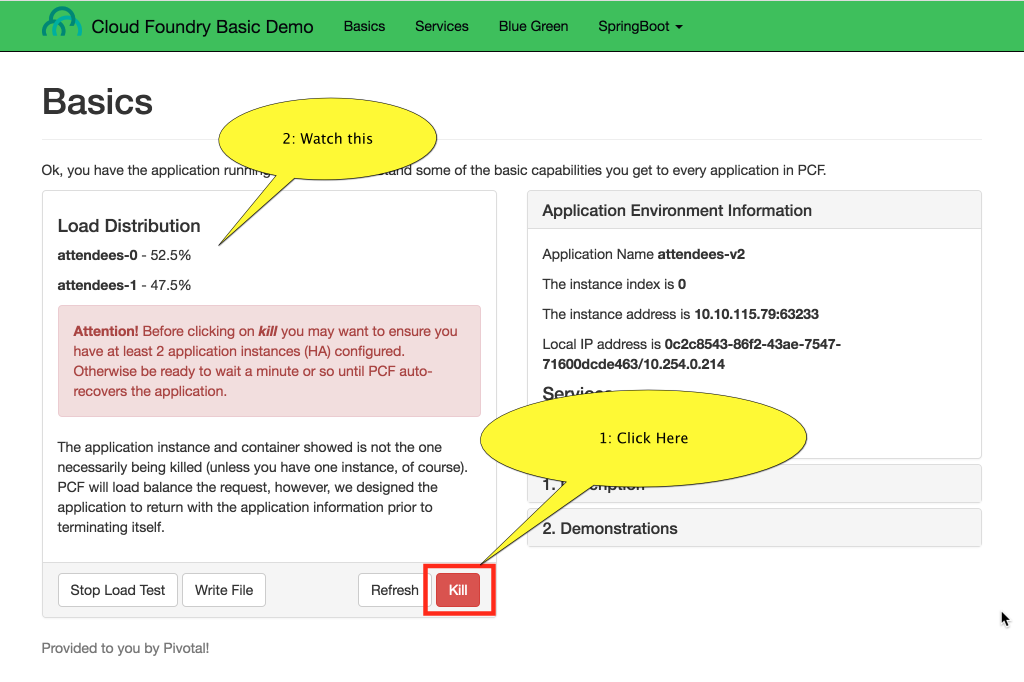 Cloud Foundry Basic Demo Basics Services Blue Green SpringBoot
Basics
2: Watch this
Ok, you have the application running some of the basic capabilities you get to every application in PCF.
Load Distribution
attendees-0 - 52.5%
attendees-1 - 47.5%
Attention! Before clicking on kill you may want to ensure you
have at least 2 application instances (HA) configured.
Otherwise be ready to wait a minute or so until PCF auto-
recovers the application.
The application instance and container showed is not the one
necessarily being killed (unless you have one instance, of course).
PCF will load balance the request, however, we designed the
application to return with the application information prior to
terminating itself.
Stop Load Test Write File Refresh Kill
Application Environment Information
Application Name attendees-v2
The instance index is 0
The instance address is 10.10.115.79:63233
Local IP address is 0c2c8543-86f2-43ae-7547-
71600dcde463/10.254.0.214
Services
1: Click Here
1.
2. Demonstrations
Provided to you by Pivotal!